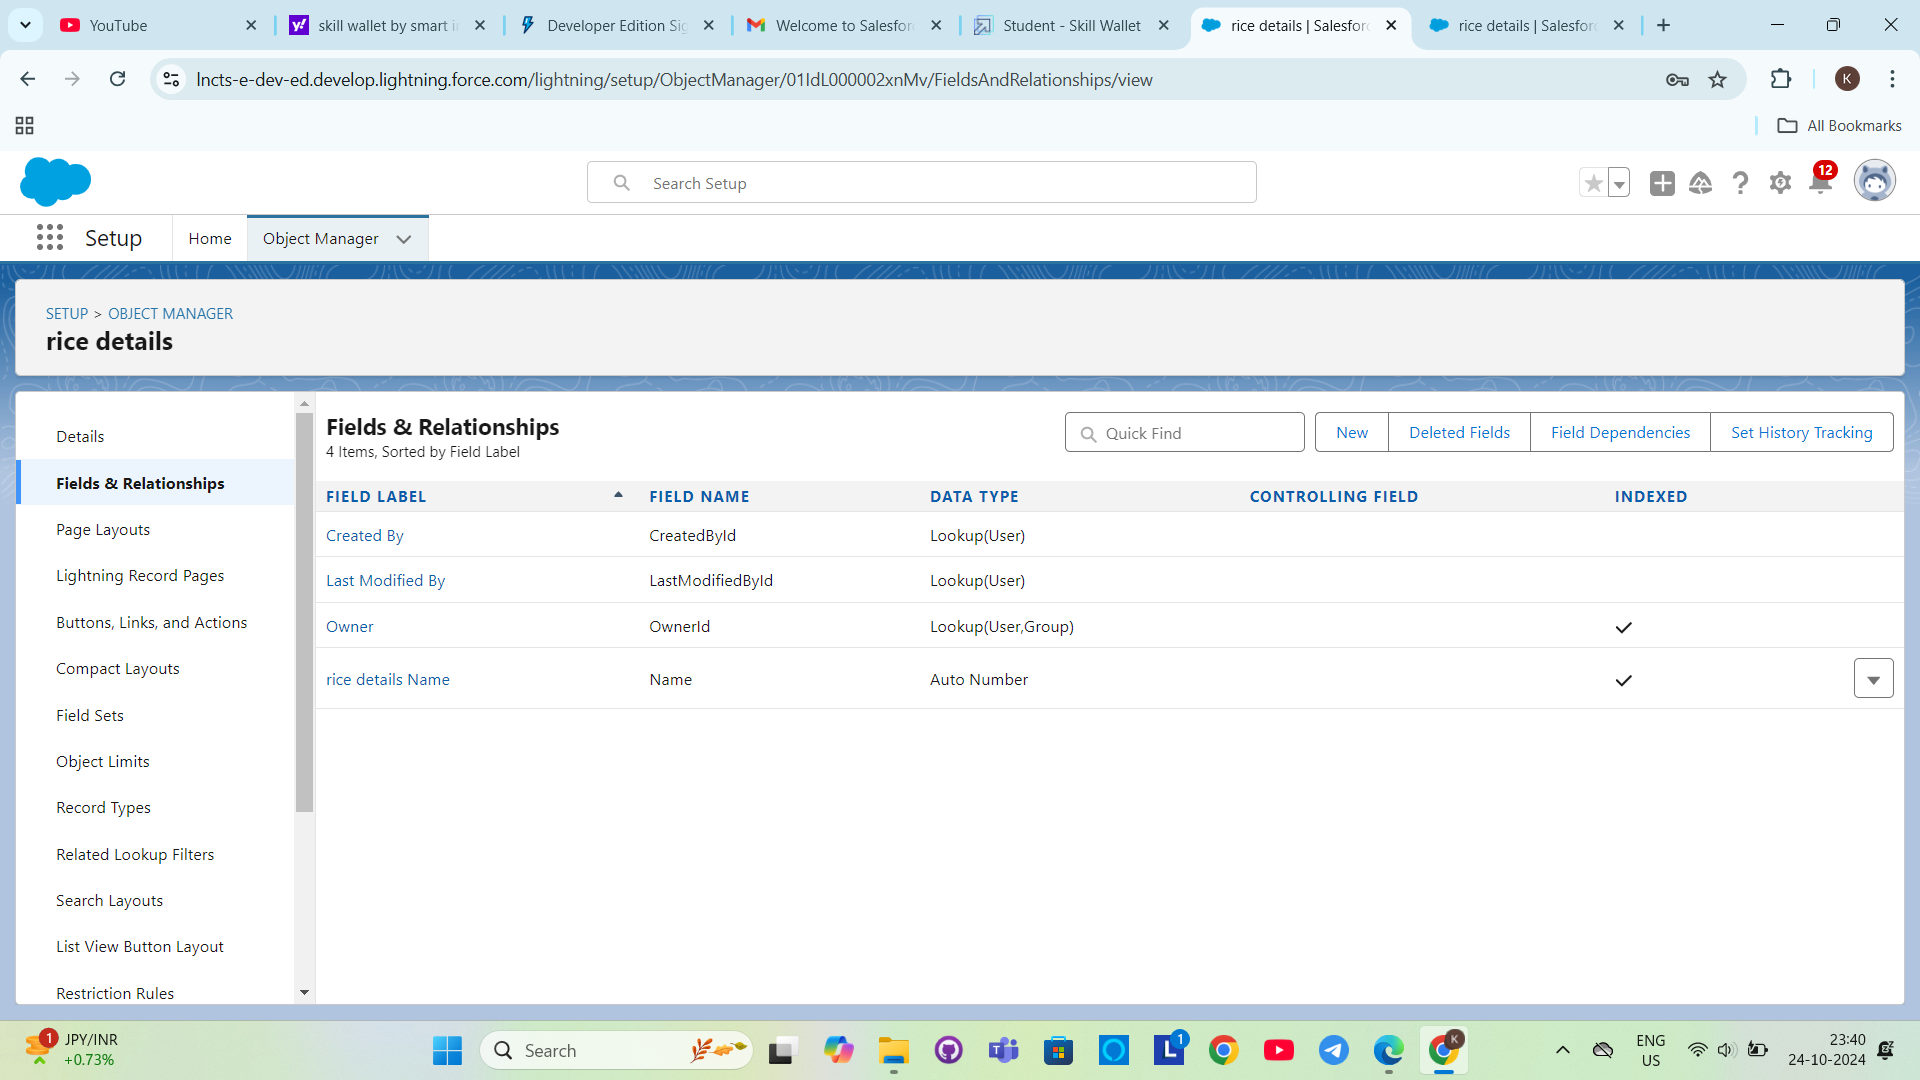 YouTube
skill wallet by smart in
Developer Edition Sig
Welcome to Salesforc
Student - Skill Wallet
rice details | Salesforc
rice details | Salesforc
lncts-e-dev-ed.develop.lightning.force.com/lightning/setup/ObjectManager/01IdL000002xnMv/FieldsAndRelationships/view
K
All Bookmarks
Search Setup
12
Setup
Home
Object Manager
SETUP > OBJECT MANAGER
rice details
Details
Fields & Relationships
Page Layouts
Lightning Record Pages
Buttons, Links, and Actions
Compact Layouts
Field Sets
Object Limits
Record Types
Related Lookup Filters
Search Layouts
List View Button Layout
Restriction Rules
Fields & Relationships
4 Items, Sorted by Field Label
Quick Find
New
Deleted Fields
Field Dependencies
Set History Tracking
FIELD LABEL FIELD NAME DATA TYPE CONTROLLING FIELD INDEXED
Created By CreatedById Lookup(User)
Last Modified By LastModifiedById Lookup(User)
Owner OwnerId Lookup(User,Group)
rice details Name Name Auto Number
1
JPY/INR
+0.73%
Search
L
1
K
ENG
US
23:40
24-10-2024